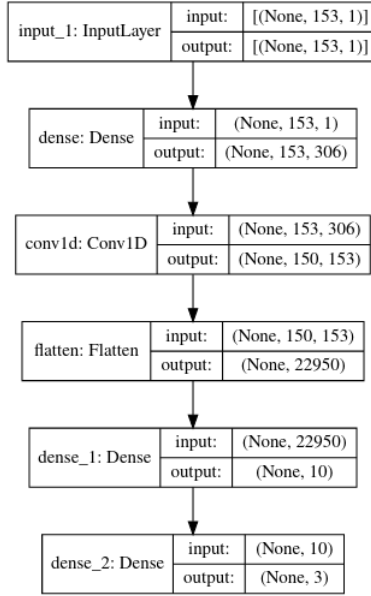 input_1: InputLayer
input: [(None, 153, 1)]
output: [(None, 153, 1)]
dense: Dense
input: (None, 153, 1)
output: (None, 153, 306)
conv1d: Conv1D
input: (None, 153, 306)
output: (None, 150, 153)
flatten: Flatten
input: (None, 150, 153)
output: (None, 22950)
dense_1: Dense
input: (None, 22950)
output: (None, 10)
dense_2: Dense
input: (None, 10)
output: (None, 3)